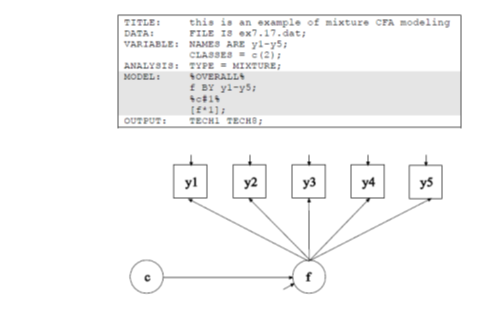 TITLE: this is an example of mixture CFA modeling
DATA: FILE IS ex7.17.dat;
VARIABLE: NAMES ARE y1-y5;
CLASSES = c(2);
ANALYSIS: TYPE = MIXTURE;
MODEL: %OVERALL%
f BY y1-y5;
%c#1%
[f*1];
OUTPUT: TECH1 TECH8;
y1 y2 y3 y4 y5
c f